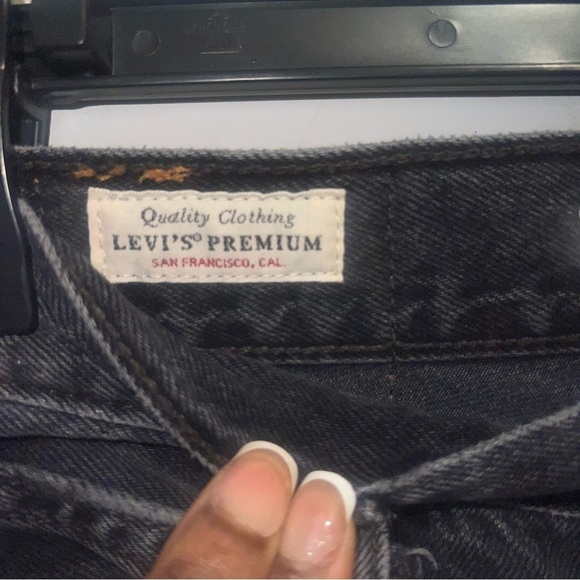 Quality Clothing
LEVI'S® PREMIUM
SAN FRANCISCO, CAL.